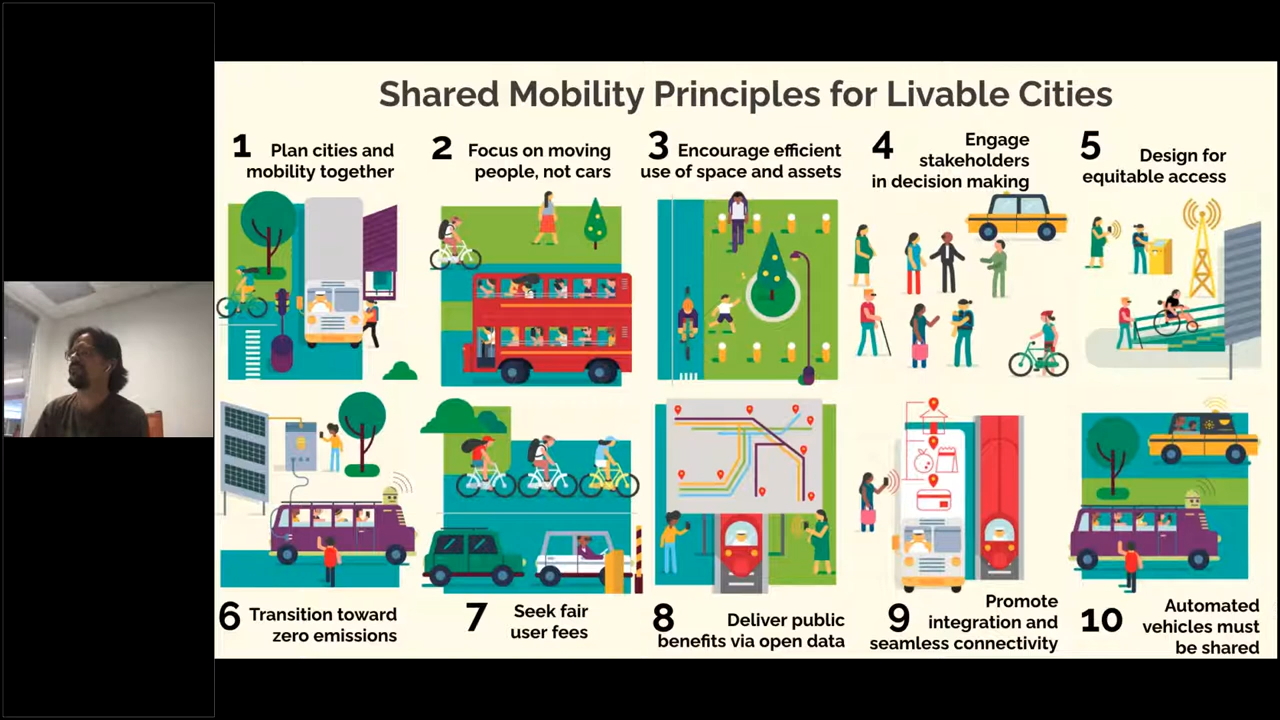 Shared Mobility Principles for Livable Cities
1 Plan cities and
mobility together
2 Focus on moving
people, not cars
3 Encourage efficient
use of space and assets
4 Engage
stakeholders
in decision making
5 Design for
equitable access
6 Transition toward
zero emissions
7 Seek fair
user fees
8 Deliver public
benefits via open data
9 Promote
integration and
seamless connectivity
10 Automated
vehicles must
be shared